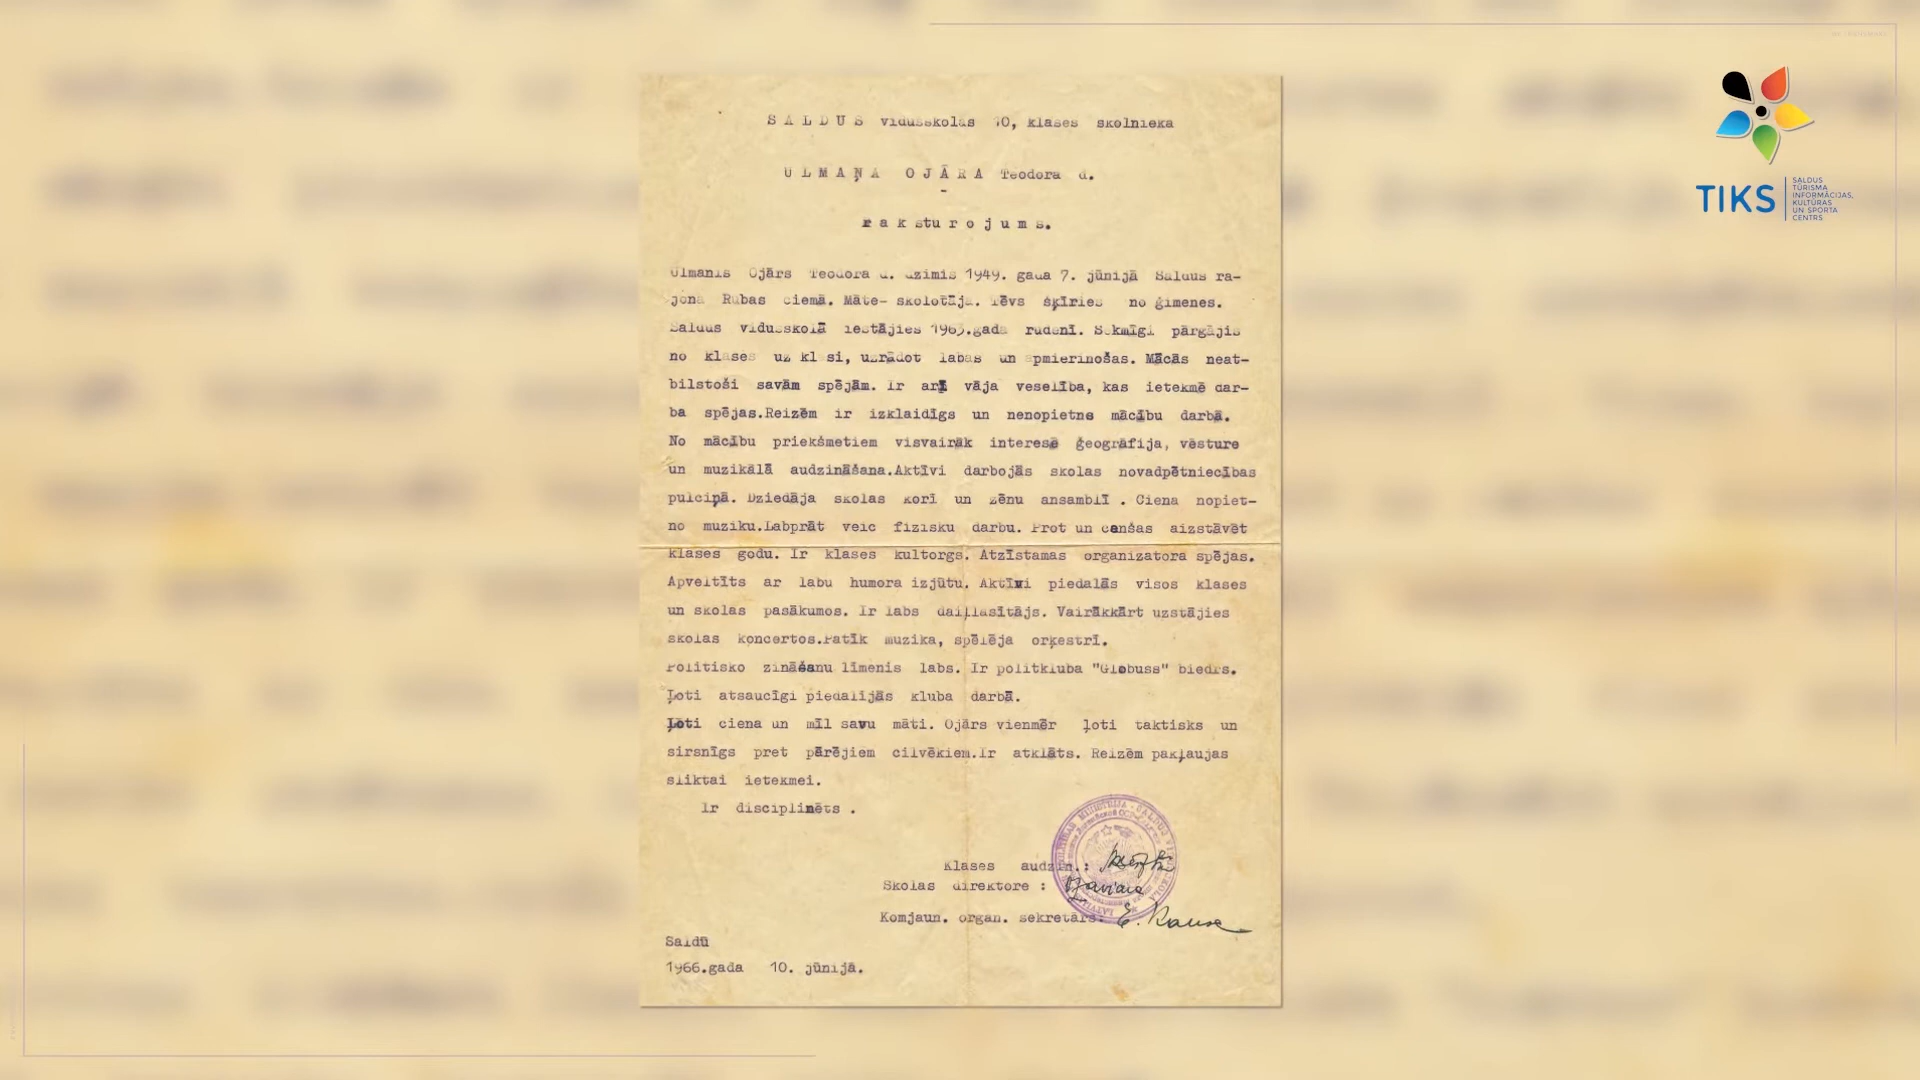 SALDUS vidusskolas 10, klases skolnieka
ULMAŅA OJĀRA Teodora d.
raksturojums.
Ulmanis Ojārs Teodora d. dzimis 1949. gada 7. jūnijā Saldus ra-
jona Rubas ciemā. Māte- skolotāja. Tēvs šķīries no ģimenes.
Saldus vidusskolā iestājies 1963.gada rudenī. Sekmīgi pārgājis
no klases uz klasi, uzrādot labas un apmierinošas. Mācās neat-
bilstoši savām spējām. Ir arī vāja veselība, kas ietekmē dar-
ba spējas.Reizēm ir izklaidīgs un nenopietns mācību darbā.
No mācību priekšmetiem visvairāk interesē ģeogrāfija, vēsture
un muzikālā audzināšana.Aktīvi darbojās skolas novadpētniecības
pulciņā. Dziedāja skolas korī un zēnu ansamblī . Ciena nopiet-
no muziku.Labprāt veic fizisku darbu. Prot un cenšas aizstāvēt
klases godu. Ir klases kultorgs. Atzīstamas organizatora spējas.
Apveltīts ar labu humora izjūtu. Aktīvi piedalās visos klases
un skolas pasākumos. Ir labs daiļlasītājs. Vairākkārt uzstājies
skolas koncertos.Patīk muzika, spēlēja orķestrī.
Politisko zināšanu līmenis labs. Ir politkluba "Globuss" biedrs.
Ļoti atsaucīgi piedalījās kluba darbā.
Ļoti ciena un mīl savu māti. Ojārs vienmēr ļoti taktisks un
sirsnīgs pret pārējiem cilvēkiem.Ir atklāts. Reizēm pakļaujas
sliktai ietekmei.
Ir disciplinēts .
Klases audzin.:
Skolas direktore :
Komjaun. organ. sekretārs: E.
Saldū
1966.gada 10. jūnijā.
TIKS
SALDUS
TŪRISMA
INFORMĀCIJAS,
KULTŪRAS
UN SPORTA
CENTRS